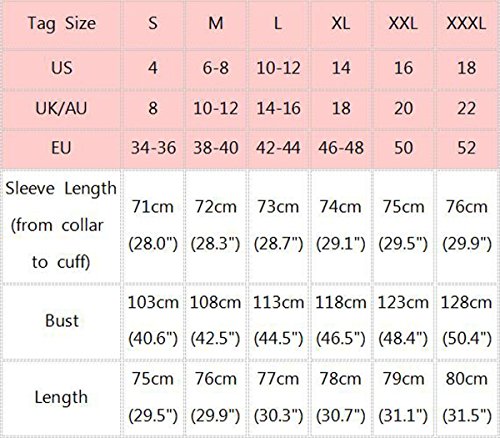 Tag Size S M L XL XXL XXXL
US 4 6-8 10-12 14 16 18
UK/AU 8 10-12 14-16 18 20 22
EU 34-36 38-40 42-44 46-48 50 52
Sleeve Length
(from collar
to cuff)
71cm 72cm 73cm 74cm 75cm 76cm
(28.0") (28.3") (28.7") (29.1") (29.5") (29.9")
Bust
103cm 108cm 113cm 118cm 123cm 128cm
(40.6") (42.5") (44.5") (46.5") (48.4") (50.4")
Length
75cm 76cm 77cm 78cm 79cm 80cm
(29.5") (29.9") (30.3") (30.7") (31.1") (31.5")